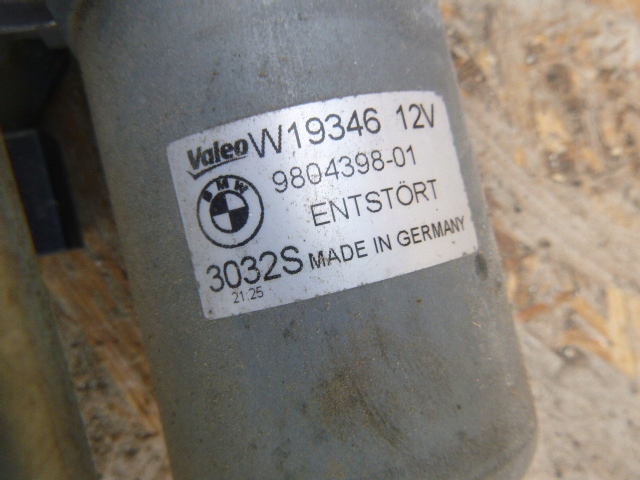 Valeo W19346 12V
BMW
9804398-01
ENTSTÖRT
3032S MADE IN GERMANY
21:25